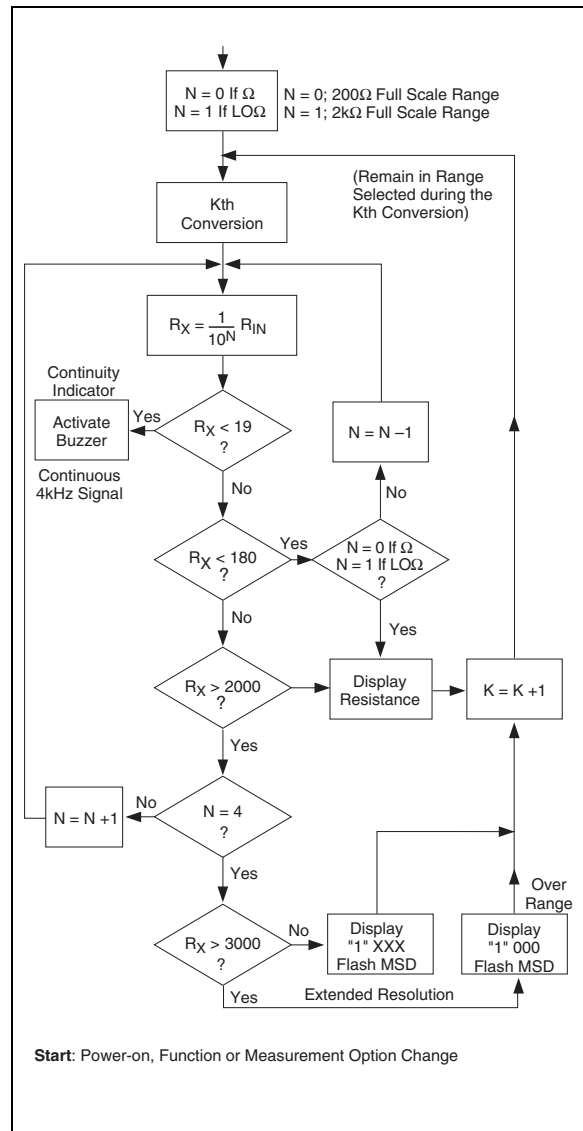 N = 0 If Ω
N = 1 If LOΩ
N = 0; 200Ω Full Scale Range
N = 1; 2kΩ Full Scale Range
(Remain in Range
Selected during the
Kth Conversion)
Kth
Conversion
R_X = 1/10^N R_IN
Continuity
Indicator
Activate
Buzzer
Continuous
4kHz Signal
Yes
R_X < 19
?
No
N = N –1
No
R_X < 180
?
Yes
N = 0 If Ω
N = 1 If LOΩ
?
No
Yes
R_X > 2000
?
Display
Resistance
K = K +1
Yes
N = N +1
No
N = 4
?
Yes
R_X > 3000
?
No
Display
"1" XXX
Flash MSD
Over
Range
Display
"1" 000
Flash MSD
Yes
Extended Resolution
Start: Power-on, Function or Measurement Option Change